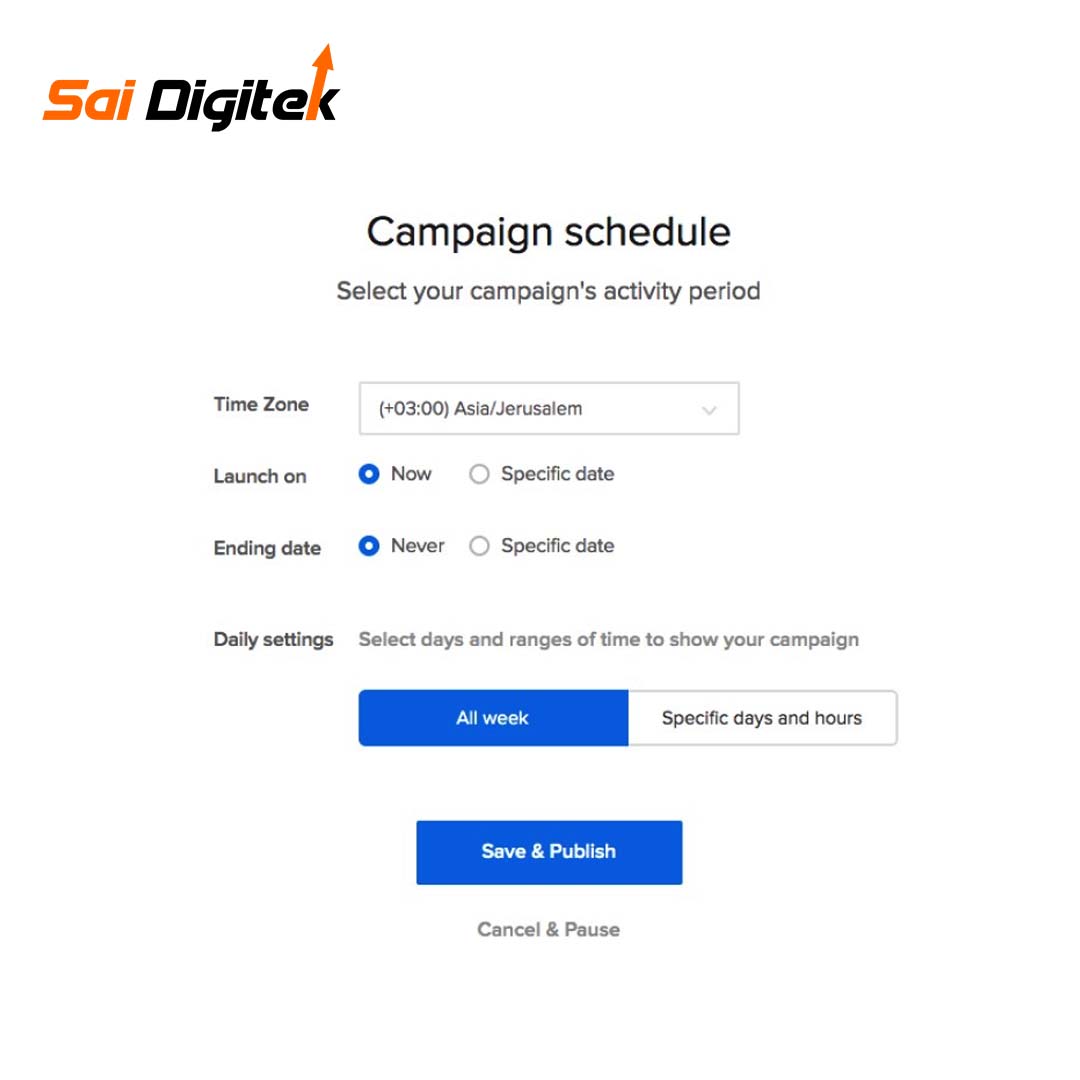 Sai Digitek
Campaign schedule
Select your campaign's activity period
Time Zone (+03:00) Asia/Jerusalem
Launch on Now Specific date
Ending date Never Specific date
Daily settings Select days and ranges of time to show your campaign
All week Specific days and hours
Save & Publish
Cancel & Pause